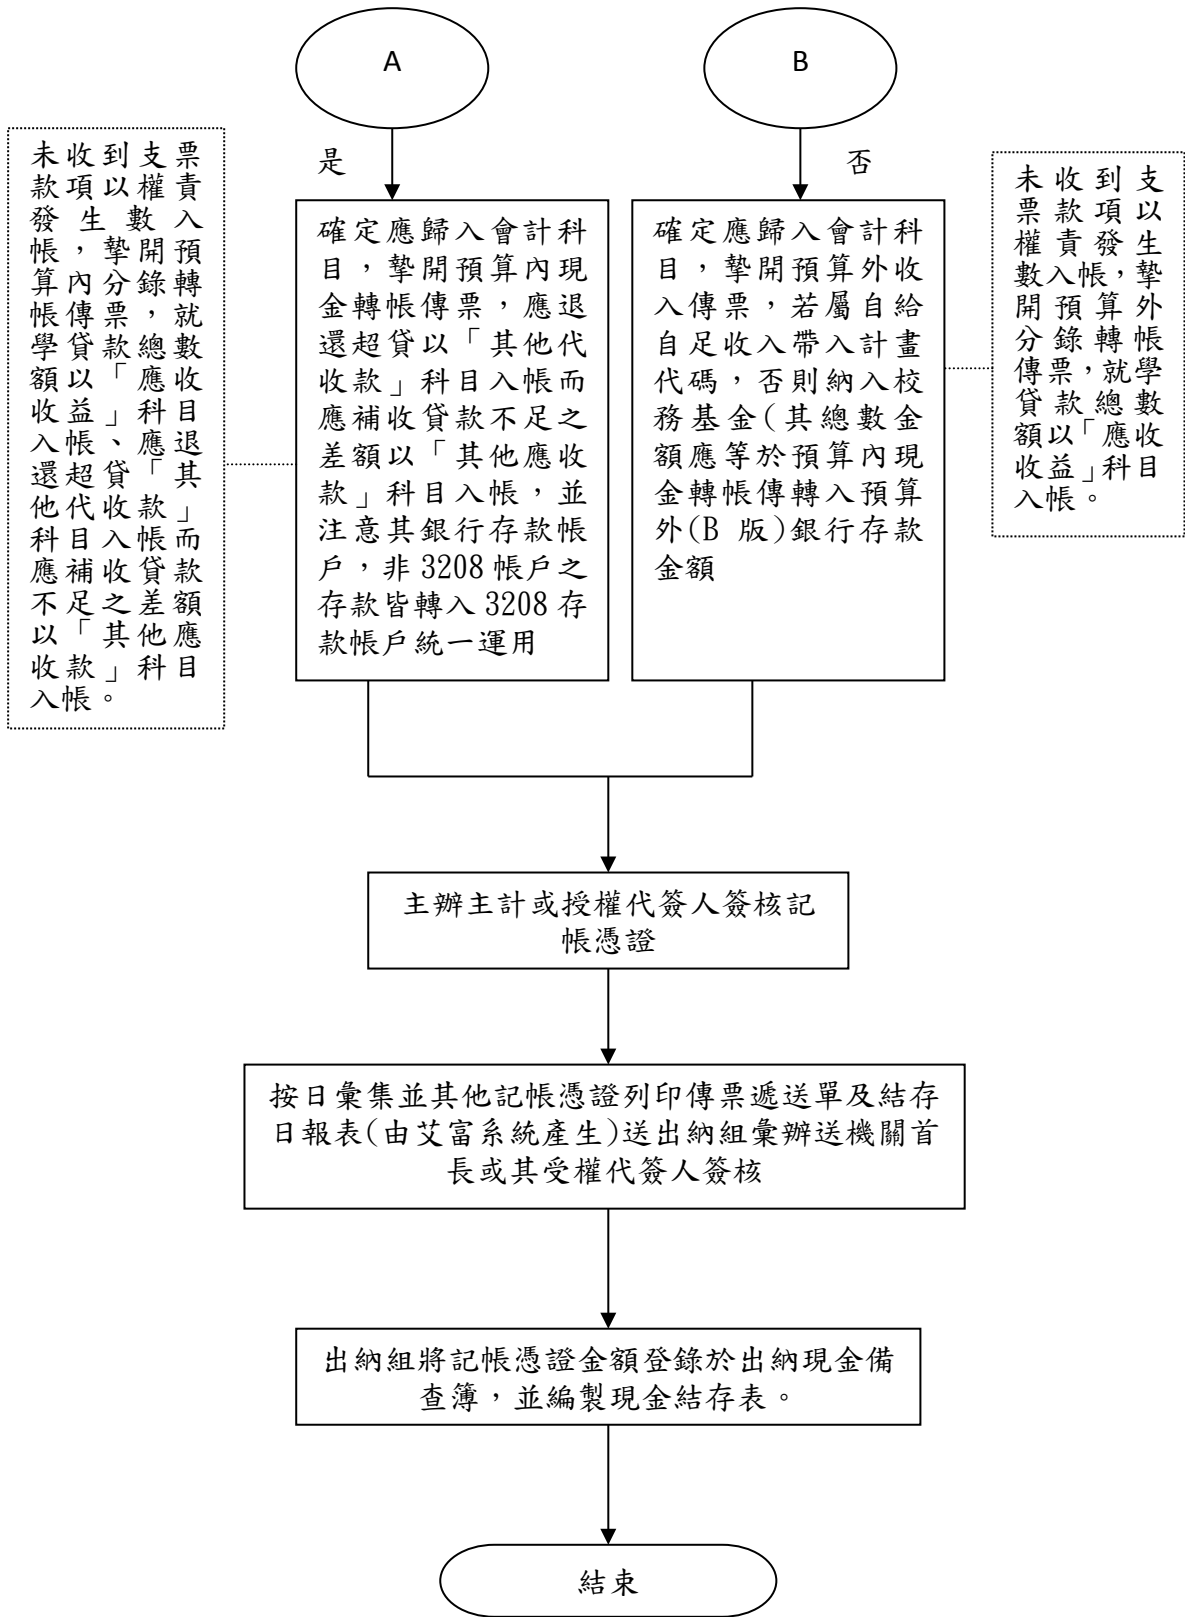 A
B
是
否
未收到支票
款項以權責
發生數入
帳，摯開預
算內分錄轉
帳傳票，就
學貸款總數
額以「應收
收益」科目
入帳、應退
還超貸「其
他代收款」
科目入帳而
應補收貸款
不足之差額
以「其他應
收款」科目
入帳。
確定應歸入會計科
目，摯開預算內現
金轉帳傳票，應退
還超貸以「其他代
收款」科目入帳而
應補收貸款不足之
差額以「其他應收
款」科目入帳，並
注意其銀行存款帳
戶，非 3208 帳戶之
存款皆轉入 3208 存
款帳戶統一運用
確定應歸入會計科
目，摯開預算外收
入傳票，若屬自給
自足收入帶入計畫
代碼，否則納入校
務基金(其總數金
額應等於預算內現
金轉帳傳轉入預算
外(B 版)銀行存款
金額
未收到支
票款項以
權責發生
數入帳，摯
開預算外
分錄轉帳
傳票，就學
貸款總數
額以「應收
收益」科目
入帳。
主辦主計或授權代簽人簽核記
帳憑證
按日彙集並其他記帳憑證列印傳票遞送單及結存
日報表(由艾富系統產生)送出納組彙辦送機關首
長或其受權代簽人簽核
出納組將記帳憑證金額登錄於出納現金備
查簿，並編製現金結存表。
結束